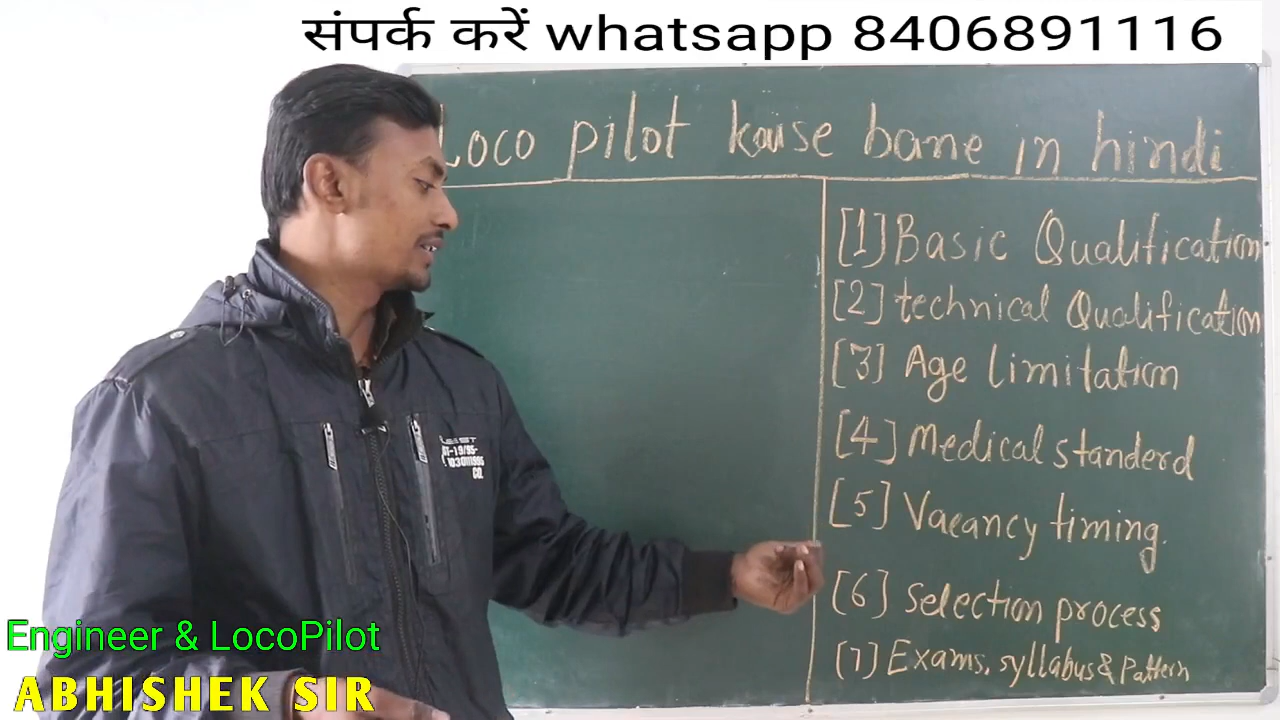 संपर्क करें whatsapp 8406891116
Loco pilot kaise bane in hindi
[1] Basic Qualification
[2] technical Qualification
[3] Age limitation
[4] Medical standerd
[5] Vacancy timing.
[6] Selection process
[7] Exams, syllabus & Pattern
CO.
Engineer & LocoPilot
ABHISHEK SIR